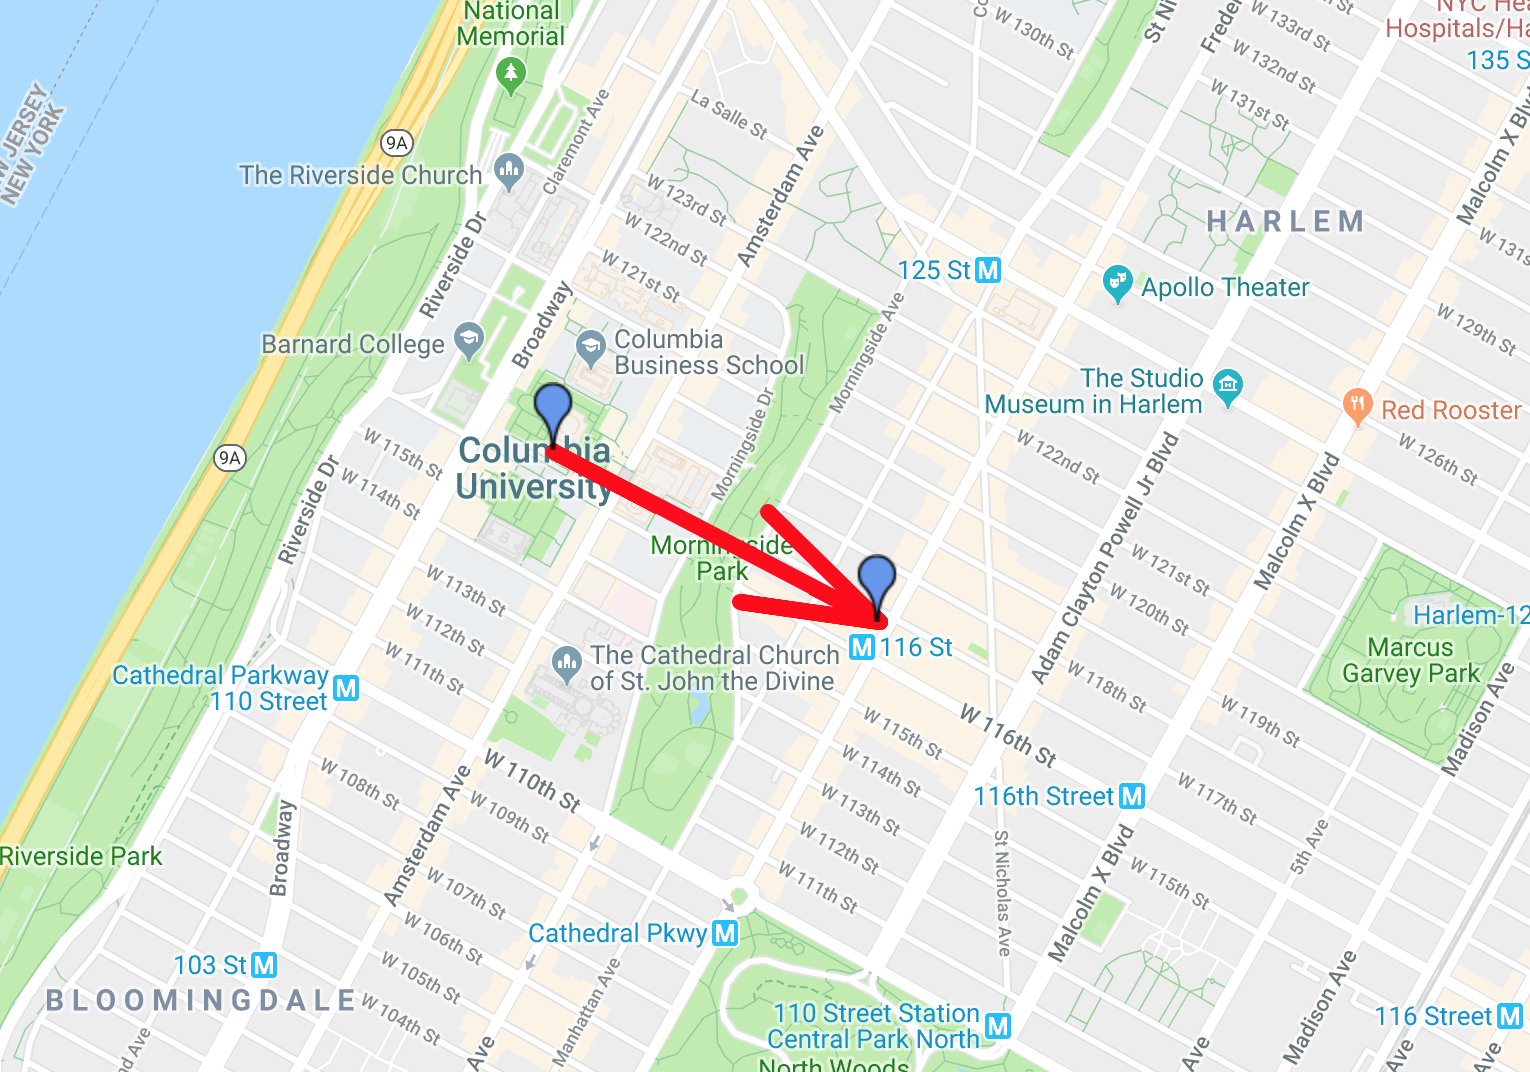 National
Memorial
NYC Hea
Hospitals/Ha
135 S
W 133rd St
W 132nd St
W 131st St
W 130th St
St Ni
Freder
Co
Malcolm X Blvd
W 131s
W JERSEY
NEW YORK
9A
La Salle St
Claremont Ave
The Riverside Church
Amsterdam Ave
W 123rd St
W 122nd St
W 121st St
HARLEM
Riverside Dr
125 St
M
Apollo Theater
Broadway
Barnard College
Columbia
Business School
Morningside Ave
W 129th St
The Studio
Museum in Harlem
Red Rooster
Morningside Dr
W 115th St
W 114th St
9A
Columbia
University
W 122nd St
W 126th St
Riverside Dr
Adam Clayton Powell Jr Blvd
Malcolm X Blvd
Morningside
Park
W 121st St
W 120th St
W 118th St
W 119th St
W 117th St
Harlem-12
Marcus
Garvey Park
Madison Ave
W 113th St
W 112th St
W 111th St
M
116 St
The Cathedral Church
of St. John the Divine
Cathedral Parkway
110 Street
M
W 116th St
W 115th St
W 114th St
W 113th St
W 112th St
W 111th St
W 110th St
W 109th St
W 108th St
116th Street
M
Broadway
Amsterdam Ave
St Nicholas Ave
Malcolm X Blvd
5th Ave
W 115th St
Riverside Park
W 107th St
W 106th St
W 105th St
W 104th St
Cathedral Pkwy
M
103 St
M
BLOOMINGDALE
Manhattan Ave
Madison Ave
110 Street Station
Central Park North
M
116 Street
M
nd Ave
Ave
North Woods
Ave
Ave
Ave